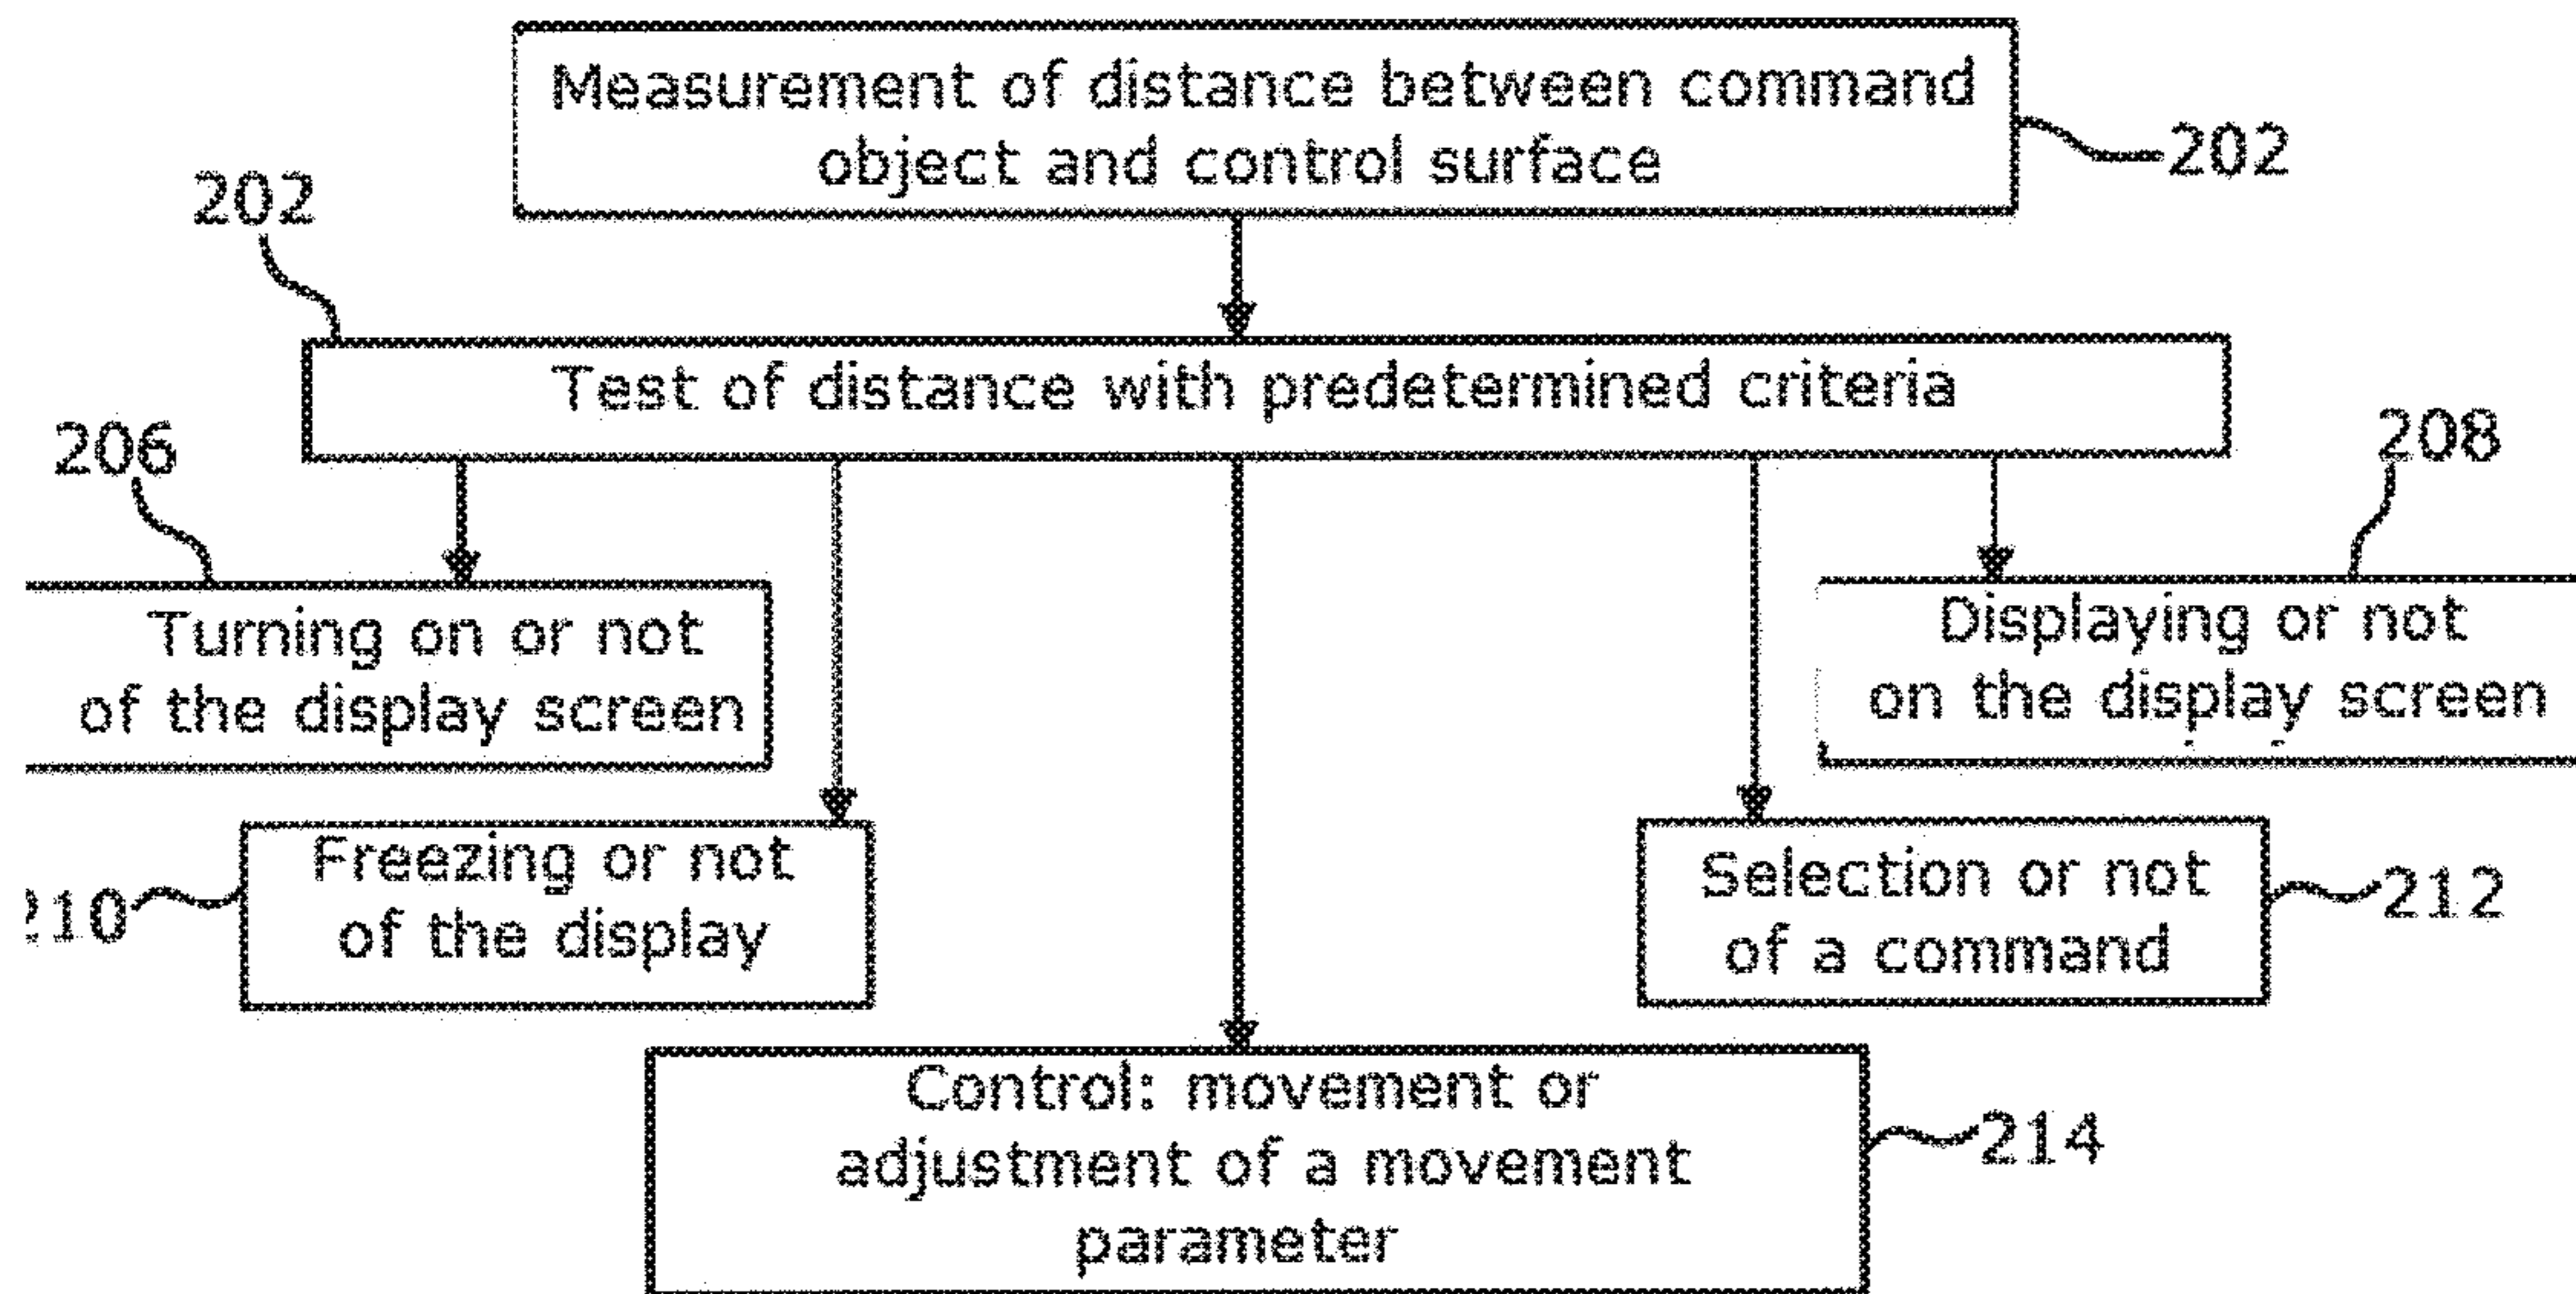 Measurement of distance between command
object and control surface
202
202
Test of distance with predetermined criteria
206
208
Turning on or not
of the display screen
Displaying or not
on the display screen
Freezing or not
of the display
210
Selection or not
of a command
212
Control: movement or
adjustment of a movement
parameter
214